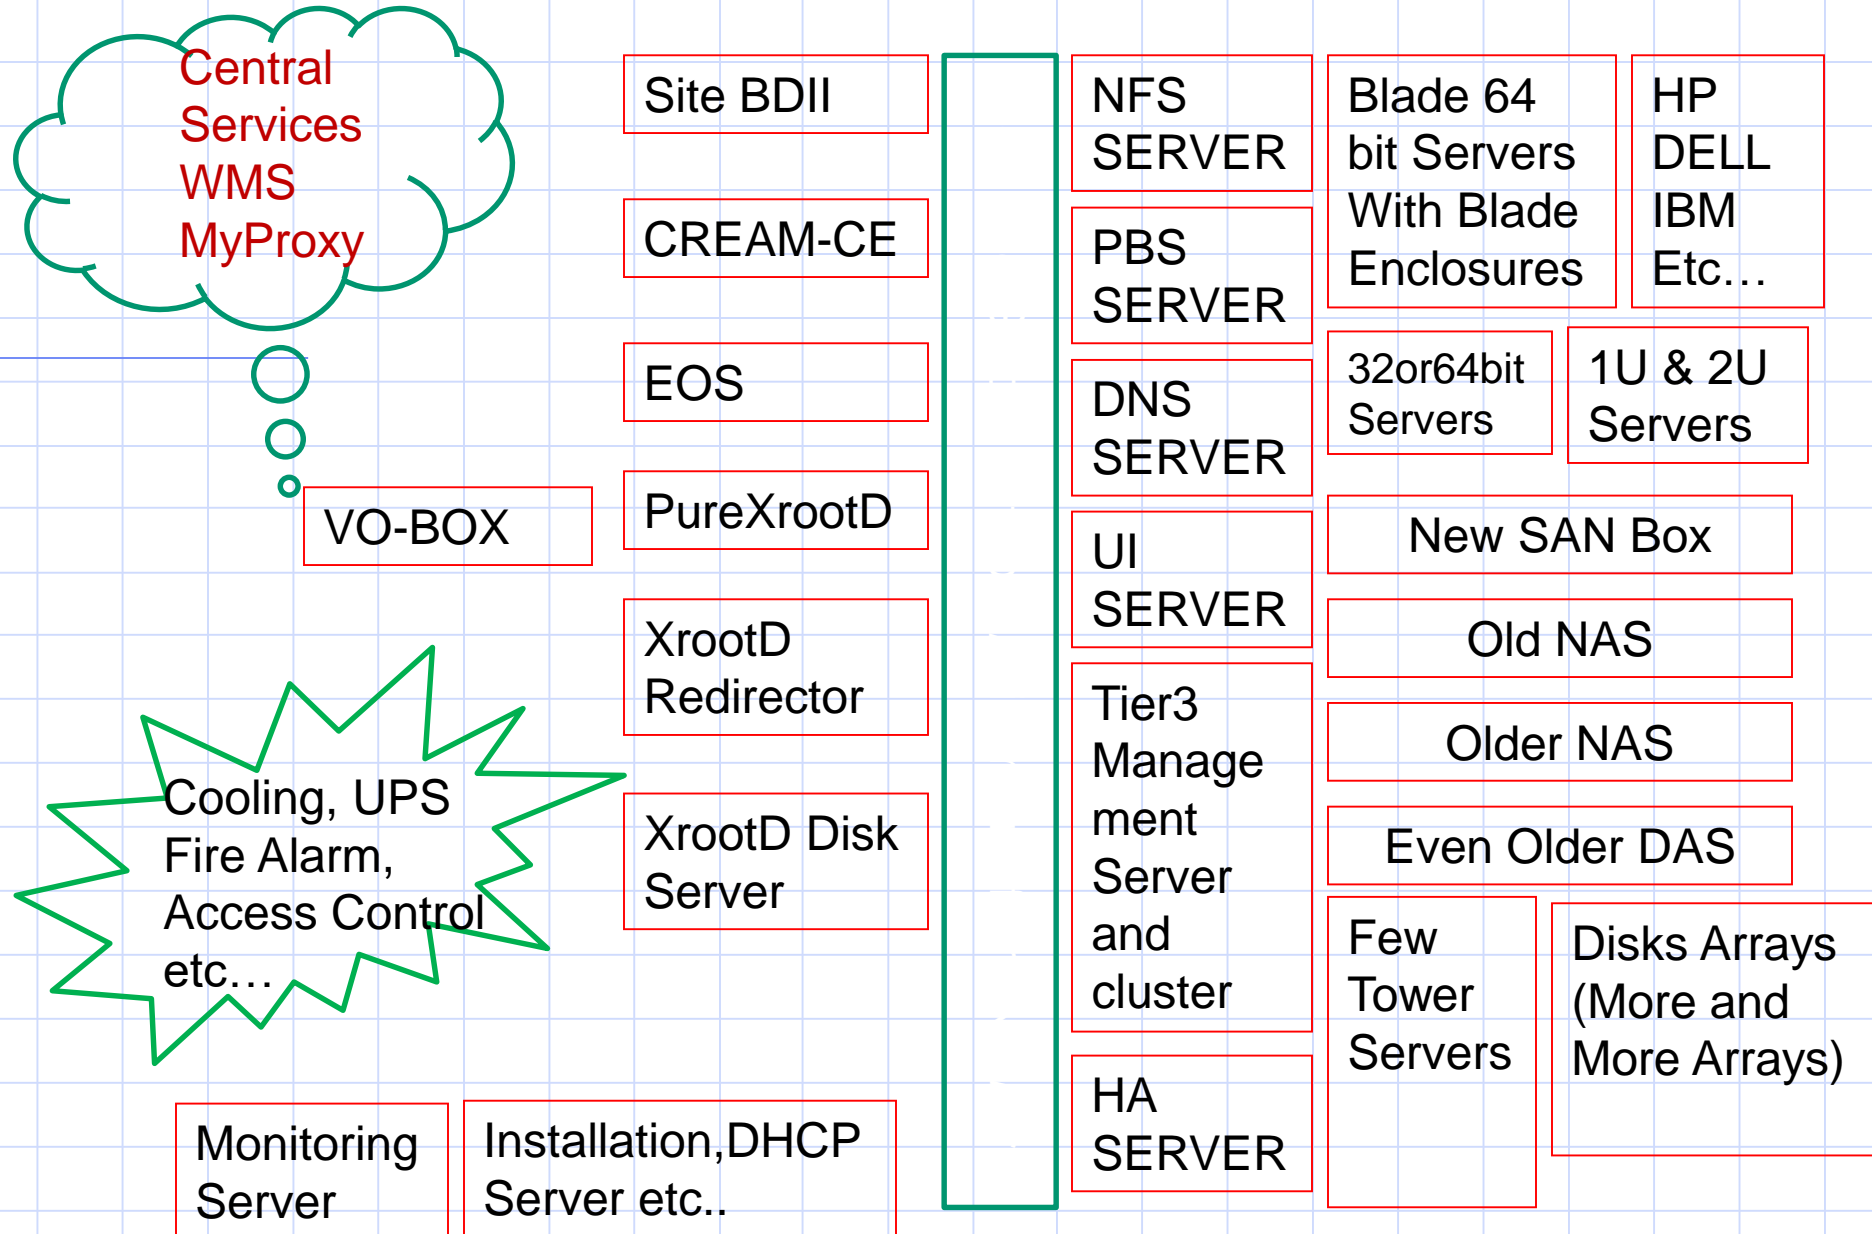 Central
Services
WMS
MyProxy
VO-BOX
Cooling, UPS
Fire Alarm,
Access Control
etc…
Monitoring
Server
Installation,DHCP
Server etc..
Site BDII
CREAM-CE
EOS
PureXrootD
XrootD
Redirector
XrootD Disk
Server
NFS
SERVER
PBS
SERVER
DNS
SERVER
UI
SERVER
Tier3
Manage
ment
Server
and
cluster
HA
SERVER
Blade 64
bit Servers
With Blade
Enclosures
HP
DELL
IBM
Etc…
32or64bit
Servers
1U & 2U
Servers
New SAN Box
Old NAS
Older NAS
Even Older DAS
Few
Tower
Servers
Disks Arrays
(More and
More Arrays)